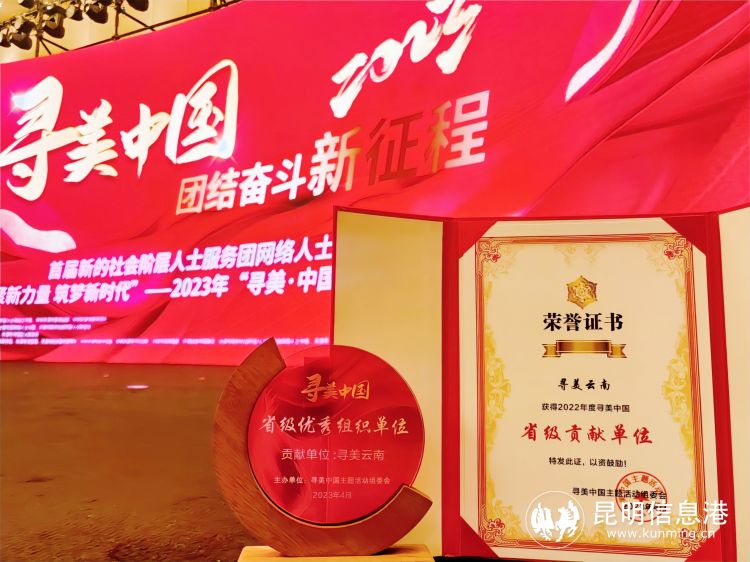 寻美中国
2023
团结奋斗新征程
首届新的社会阶层人士服务团网络人士
聚新力量 筑梦新时代”——2023年“寻美·中国
寻美中国
省级优秀组织单位
贡献单位:寻美云南
主办单位：寻美中国主题活动组委会
2023年4月
荣誉证书
寻美云南
获得2022年度寻美中国
省级贡献单位
特发此证，以资鼓励！
寻美中国主题活动组委会
昆明信息港
www.kunming.cn